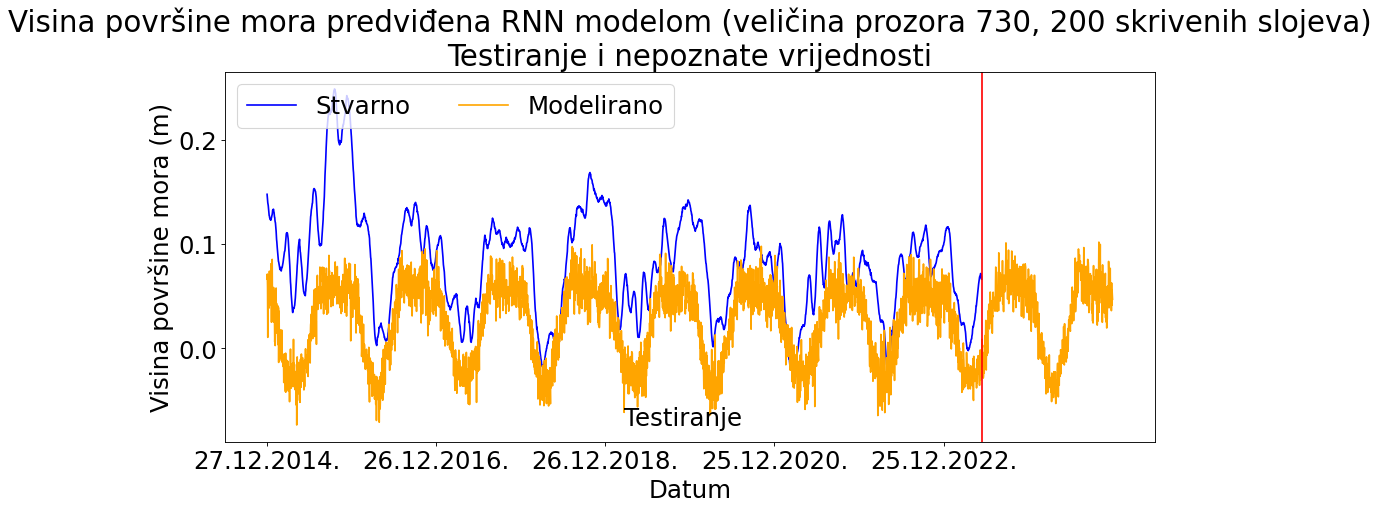 Visina površine mora predviđena RNN modelom (veličina prozora 730, 200 skrivenih slojeva)
Testiranje i nepoznate vrijednosti
Stvarno Modelirano
Visina površine mora (m)
0.2
0.1
0.0
Testiranje
27.12.2014. 26.12.2016. 26.12.2018. 25.12.2020. 25.12.2022.
Datum